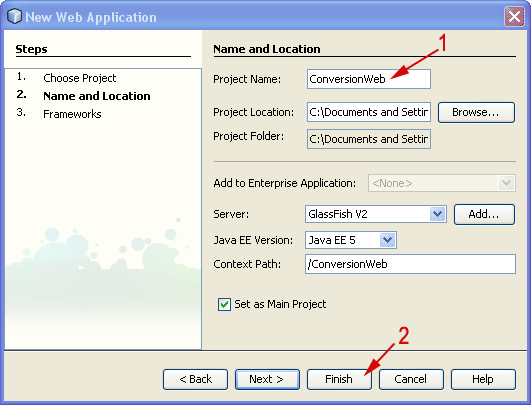 New Web Application
Steps
1. Choose Project
2. Name and Location
3. Frameworks
Name and Location
1
Project Name: ConversionWeb
Project Location: C:\Documents and Settin Browse...
Project Folder: C:\Documents and Settin
Add to Enterprise Application: <None>
Server: GlassFish V2 Add...
Java EE Version: Java EE 5
Context Path: /ConversionWeb
Set as Main Project
2
< Back Next > Finish Cancel Help